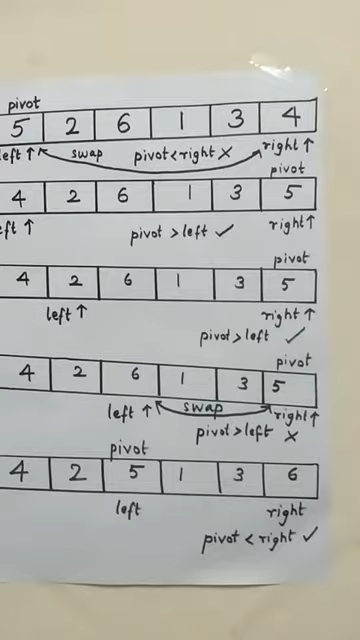 pivot
5 2 6 1 3 4
left ↑ swap pivot < right X right ↑
pivot
4 2 6 1 3 5
left ↑ pivot > left ✓ right ↑
pivot
4 2 6 1 3 5
left ↑ right ↑
pivot > left ✓
pivot
4 2 6 1 3 5
left ↑ swap right ↑
pivot > left X
pivot
4 2 5 1 3 6
left right
pivot < right ✓